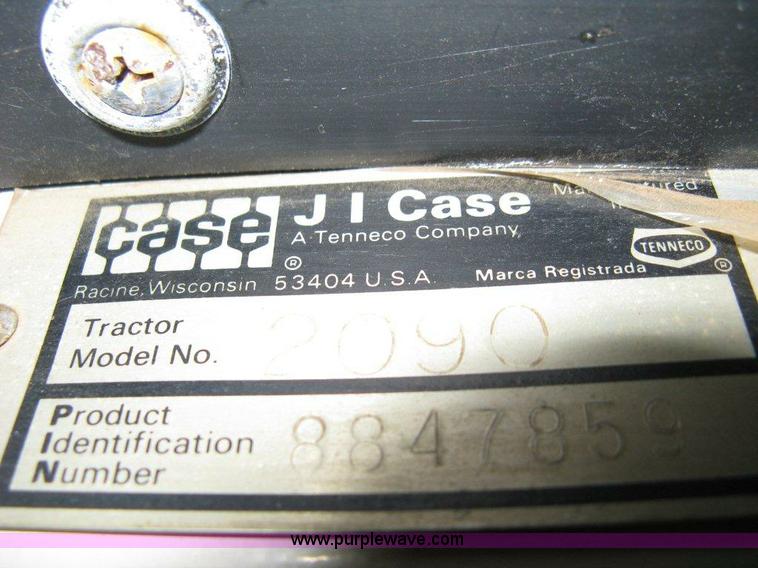 case
J I Case
A Tenneco Company
TENNECO
®
®
Racine, Wisconsin 53404 U.S.A. Marca Registrada
Tractor
Model No. 2090
Product
Identification
Number
8847859
www.purplewave.com